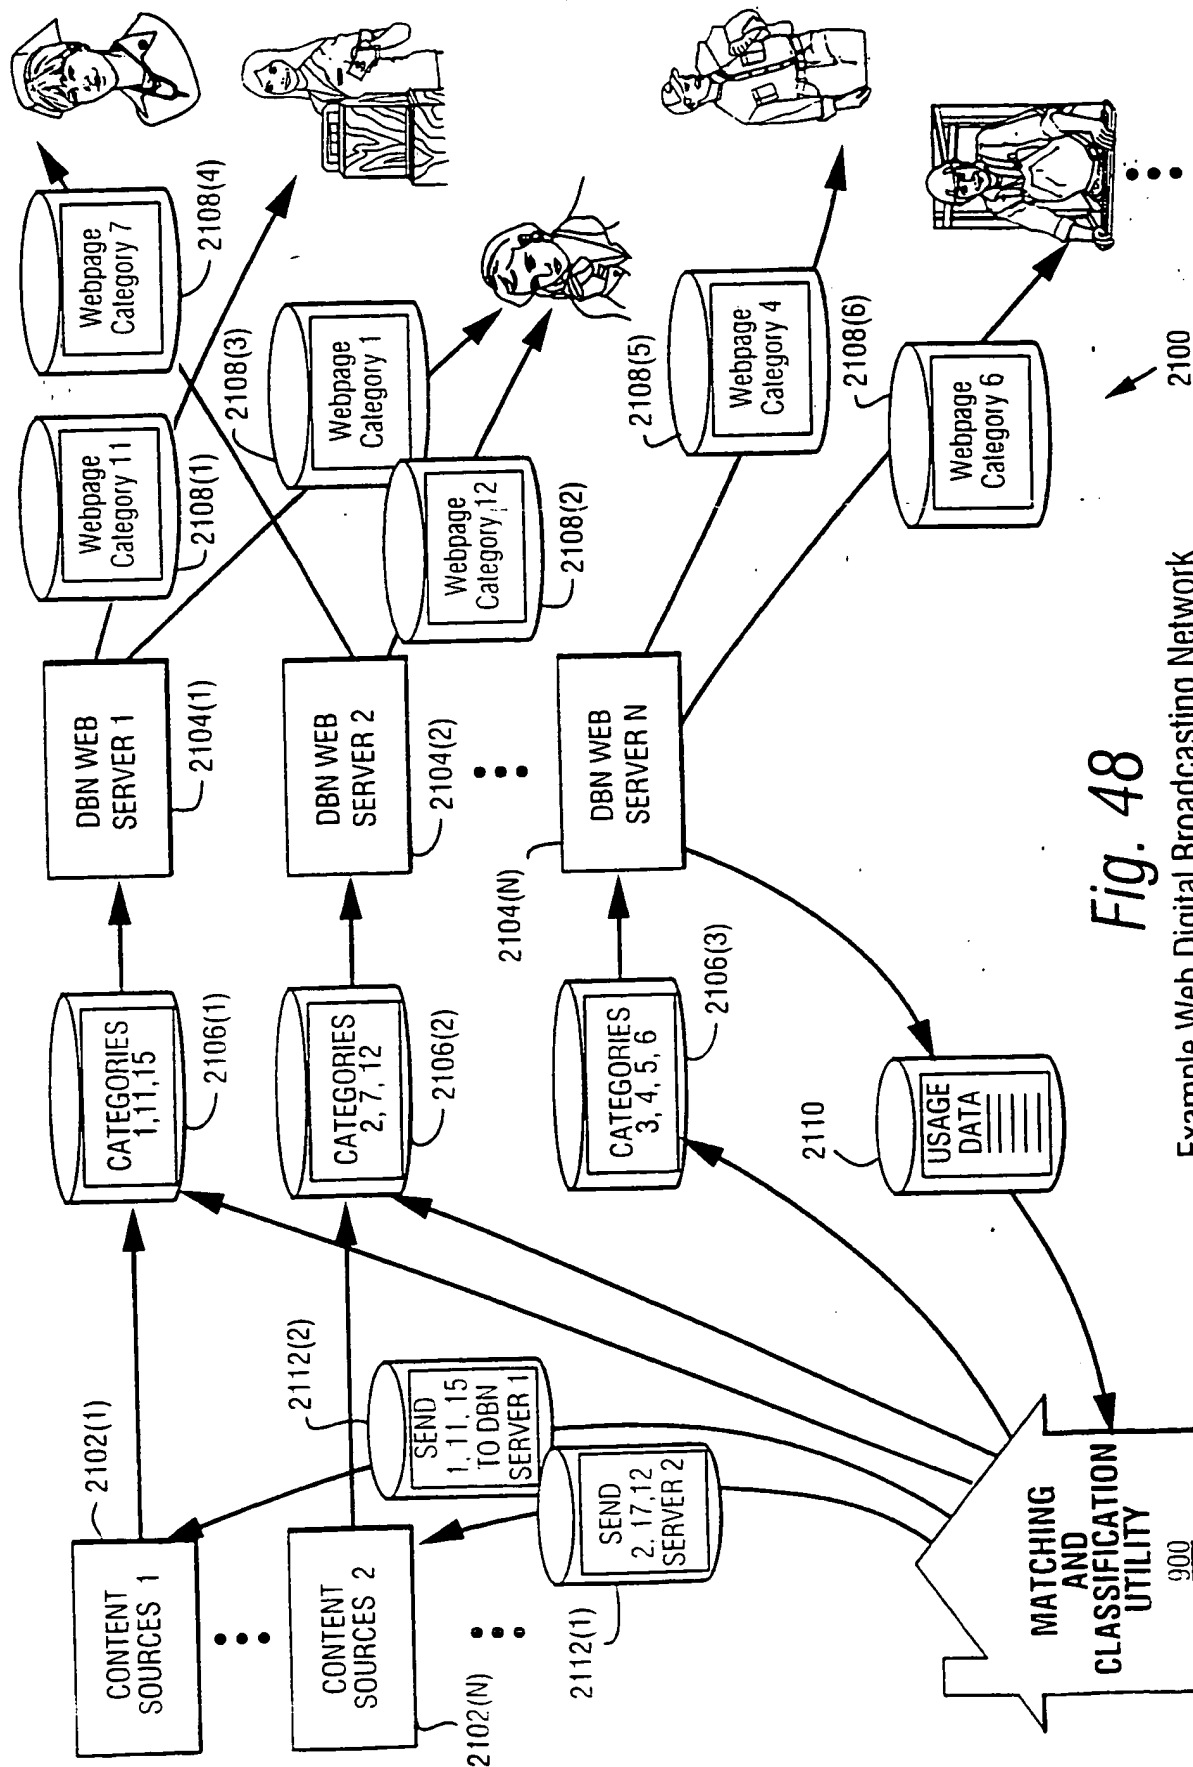 CONTENT
SOURCES 1
2102(1)
CONTENT
SOURCES 2
2102(N)
SEND
1, 11, 15
TO DBN
SERVER 1
2112(2)
SEND
2, 17,12
SERVER 2
2112(1)
MATCHING
AND
CLASSIFICATION
UTILITY
900
CATEGORIES
1,11,15
2106(1)
CATEGORIES
2, 7, 12
2106(2)
CATEGORIES
3, 4, 5, 6
2106(3)
USAGE
DATA
2110
DBN WEB
SERVER 1
2104(1)
DBN WEB
SERVER 2
2104(2)
DBN WEB
SERVER N
2104(N)
Webpage
Category 11
2108(1)
Webpage
Category 7
2108(4)
Webpage
Category 1
2108(3)
Webpage
Category 12
2108(2)
Webpage
Category 4
2108(5)
Webpage
Category 6
2108(6)
2100
Fig. 48
Example Web Digital Broadcasting Network